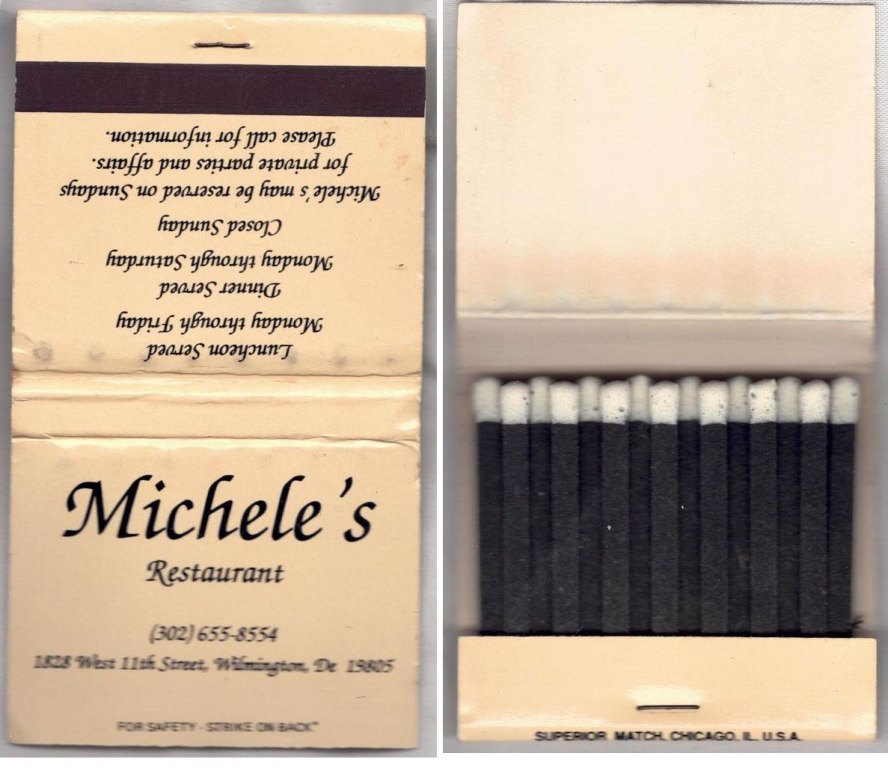 Michele's
Restaurant
(302) 655-8554
1828 West 11th Street, Wilmington, De 19805
FOR SAFETY - STRIKE ON BACK
Luncheon Served
Monday through Friday
Dinner Served
Monday through Saturday
Closed Sunday
Michele's may be reserved on Sundays
for private parties and affairs.
Please call for information.
SUPERIOR MATCH, CHICAGO, IL. U.S.A.